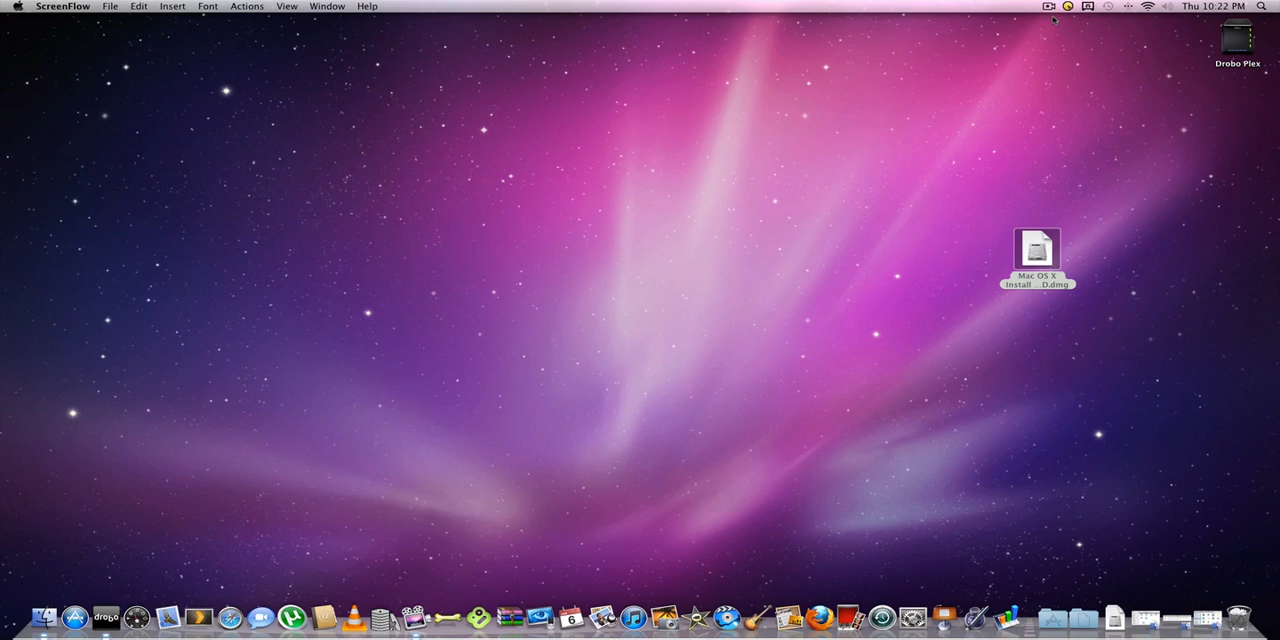 ScreenFlow File Edit Insert Font Actions View Window Help Thu 10:22 PM
Drobo Plex
Mac OS X
Install ...D.dmg
drobo
6